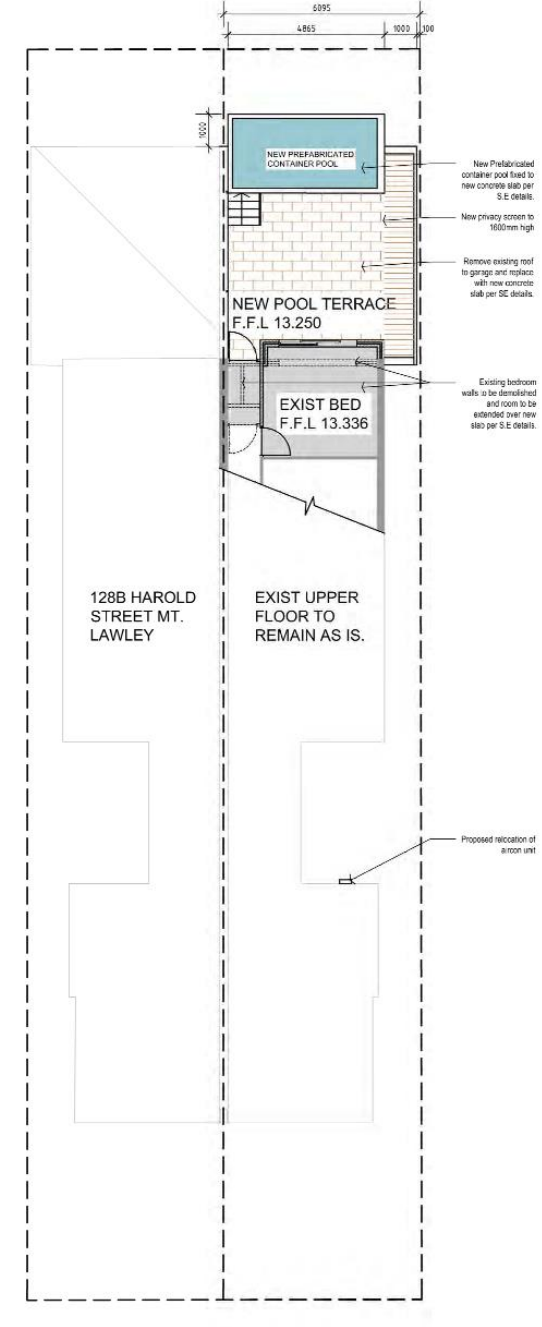 6095
4865
1000
100
1000
NEW PREFABRICATED
CONTAINER POOL
New Prefabricated
container pool fixed to
new concrete slab per
S.E details.
New privacy screen to
1600mm high
Remove existing roof
to garage and replace
with new concrete
slab per SE details.
NEW POOL TERRACE
F.F.L 13.250
Existing bedroom
walls to be demolished
and room to be
extended over new
slab per S.E details.
EXIST BED
F.F.L 13.336
128B HAROLD
STREET MT.
LAWLEY
EXIST UPPER
FLOOR TO
REMAIN AS IS.
Proposed relocation of
aircon unit